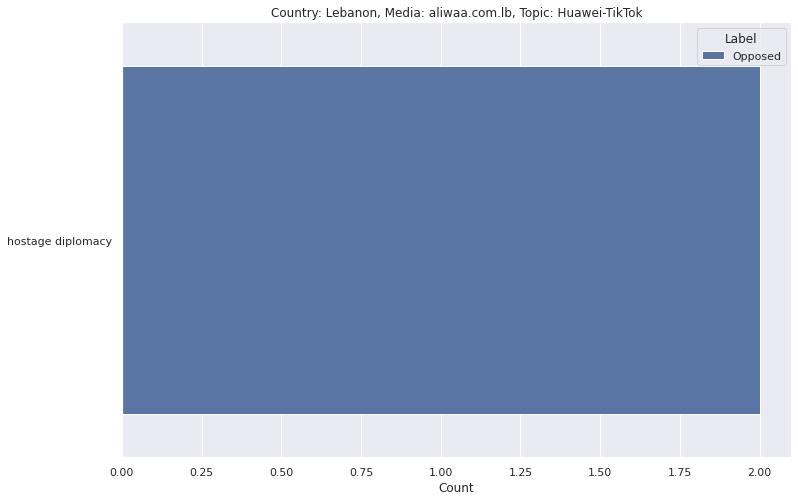 Country: Lebanon, Media: aliwaa.com.lb, Topic: Huawei-TikTok
Label
Opposed
hostage diplomacy
0.00 0.25 0.50 0.75 1.00 1.25 1.50 1.75 2.00
Count